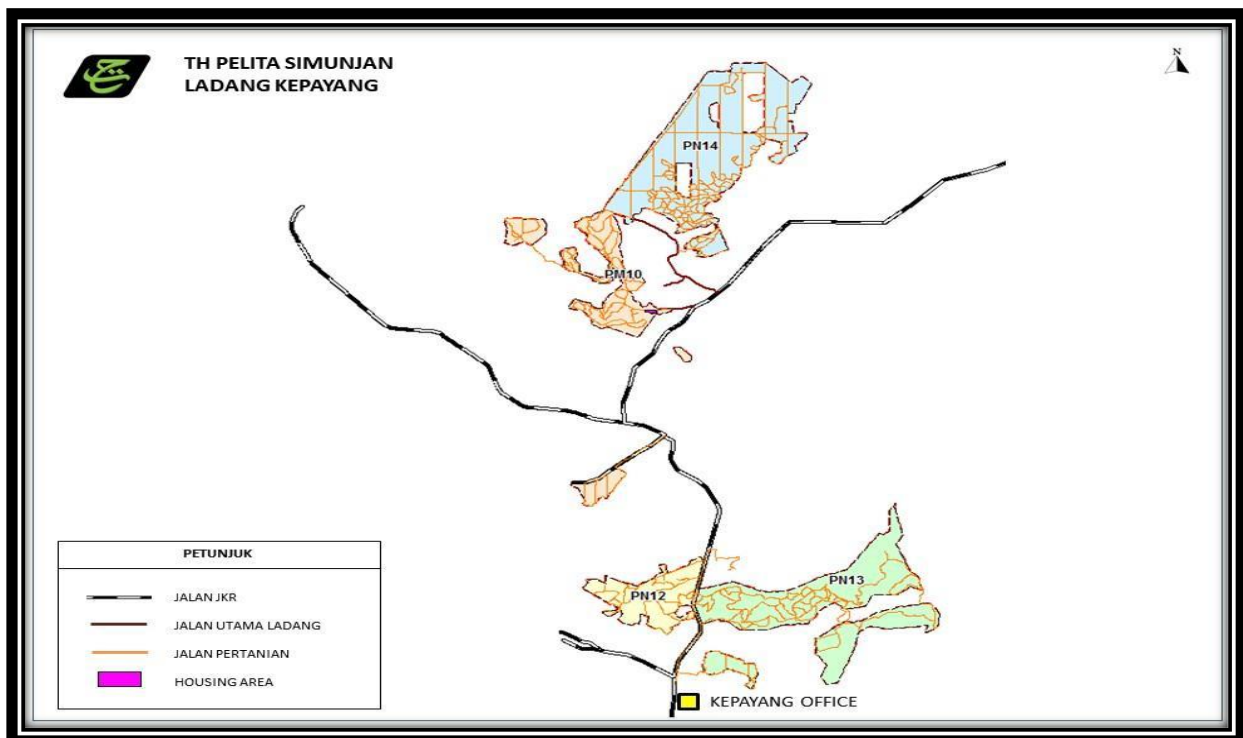 TH PELITA SIMUNJAN
LADANG KEPAYANG
N
PN14
PM10
PN13
PN12
KEPAYANG OFFICE
PETUNJUK
JALAN JKR
JALAN UTAMA LADANG
JALAN PERTANIAN
HOUSING AREA